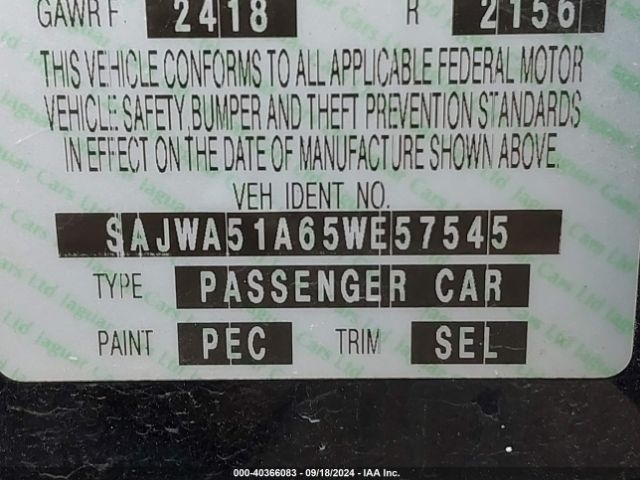 GAWR F 2418 R 2156
THIS VEHICLE CONFORMS TO ALL APPLICABLE FEDERAL MOTOR
VEHICLE SAFETY, BUMPER AND THEFT PREVENTION STANDARDS
IN EFFECT ON THE DATE OF MANUFACTURE SHOWN ABOVE.
VEH IDENT NO.
SAJWA51A65WE57545
TYPE PASSENGER CAR
PAINT PEC TRIM SEL
000-40366083 - 09/18/2024 - IAA Inc.